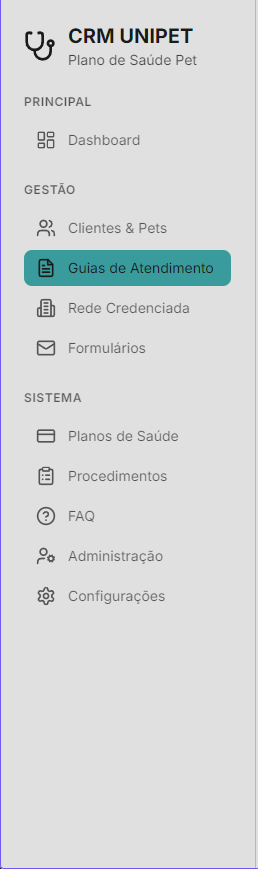 CRM UNIPET
Plano de Saúde Pet
PRINCIPAL
Dashboard
GESTÃO
Clientes & Pets
Guias de Atendimento
Rede Credenciada
Formulários
SISTEMA
Planos de Saúde
Procedimentos
FAQ
Administração
Configurações